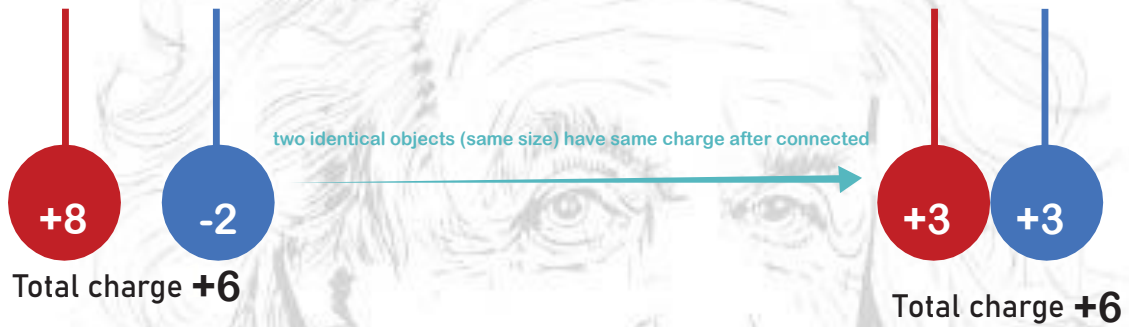 two identical objects (same size) have same charge after connected
+8
-2
+3
+3
Total charge +6
Total charge +6